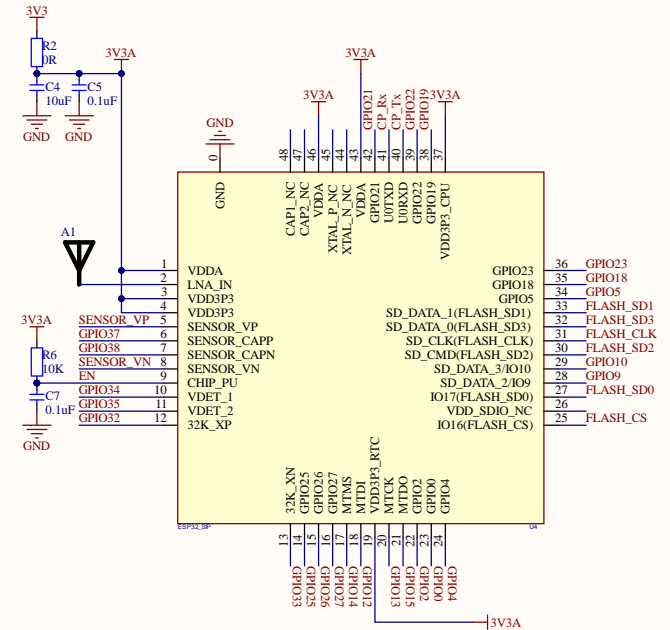 3V3
R2
0R
3V3A
C4
10uF
C5
0.1uF
GND
GND
3V3A
3V3A
3V3A
GPIO21
CP_Rx
CP_Tx
GPIO22
GPIO19
GND
0
48
47
46
45
44
43
42
41
40
39
38
37
GND
CAP1_NC
CAP2_NC
VDDA
XTAL_P_NC
XTAL_N_NC
VDDA
GPIO21
U0TXD
U0RXD
GPIO22
GPIO19
VDD3P3_CPU
A1
1 VDDA
2 LNA_IN
3 VDD3P3
4 VDD3P3
SENSOR_VP 5 SENSOR_VP
GPIO37 6 SENSOR_CAPP
GPIO38 7 SENSOR_CAPN
SENSOR_VN 8 SENSOR_VN
EN 9 CHIP_PU
GPIO34 10 VDET_1
GPIO35 11 VDET_2
GPIO32 12 32K_XP
3V3A
R6
10K
C7
0.1uF
GND
GPIO23 36 GPIO23
GPIO18 35 GPIO18
GPIO5 34 GPIO5
SD_DATA_1(FLASH_SD1) 33 FLASH_SD1
SD_DATA_0(FLASH_SD3) 32 FLASH_SD3
SD_CLK(FLASH_CLK) 31 FLASH_CLK
SD_CMD(FLASH_SD2) 30 FLASH_SD2
SD_DATA_3/IO10 29 GPIO10
SD_DATA_2/IO9 28 GPIO9
IO17(FLASH_SD0) 27 FLASH_SD0
VDD_SDIO_NC 26
IO16(FLASH_CS) 25 FLASH_CS
32K_XN
GPIO25
GPIO26
GPIO27
MTMS
MTDI
VDD3P3_RTC
MTCK
MTDO
GPIO2
GPIO0
GPIO4
ESP32_SIP
U4
13
14
15
16
17
18
19
20
21
22
23
24
GPIO33
GPIO25
GPIO26
GPIO27
GPIO14
GPIO12
GPIO13
GPIO15
GPIO2
GPIO0
GPIO4
3V3A